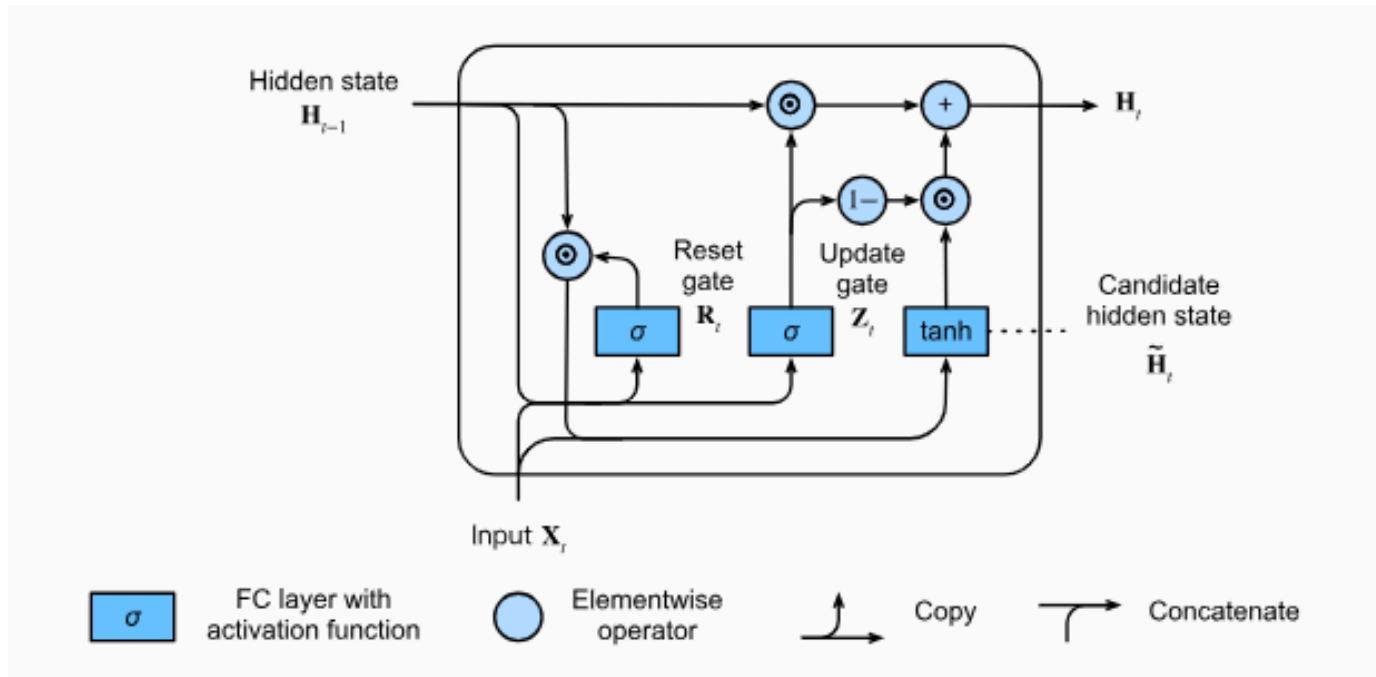 Hidden state
H_{t−1}
⊙
+
H_t
1−
⊙
⊙
Reset
gate
R_t
Update
gate
Z_t
σ
σ
tanh
Candidate
hidden state
H̃_t
Input X_t
σ
FC layer with
activation function
Elementwise
operator
Copy
Concatenate